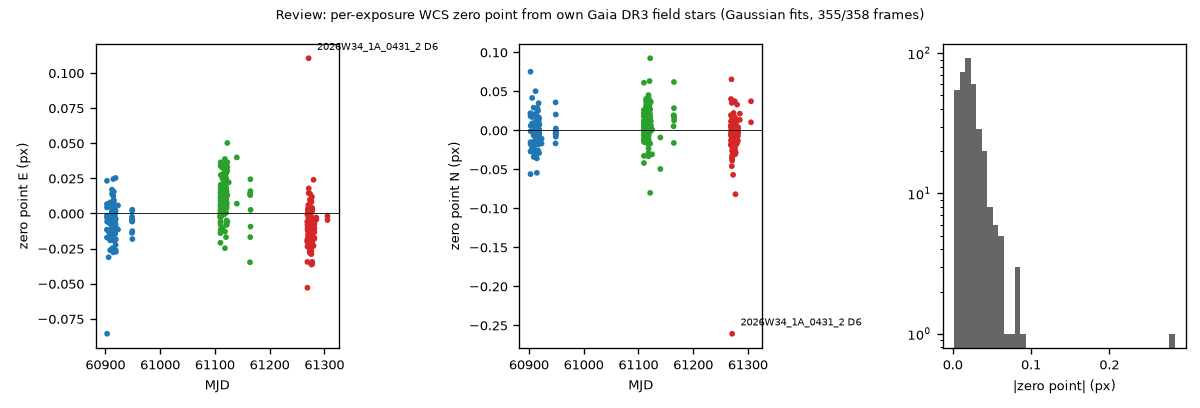 Review: per-exposure WCS zero point from own Gaia DR3 field stars (Gaussian fits, 355/358 frames)
2026W34_1A_0431_2 D6
0.100
0.075
0.050
0.025
0.000
−0.025
−0.050
−0.075
zero point E (px)
60900 61000 61100 61200 61300
MJD
0.10
0.05
0.00
−0.05
−0.10
−0.15
−0.20
−0.25
zero point N (px)
2026W34_1A_0431_2 D6
60900 61000 61100 61200 61300
MJD
10²
10¹
10⁰
0.0 0.1 0.2
|zero point| (px)